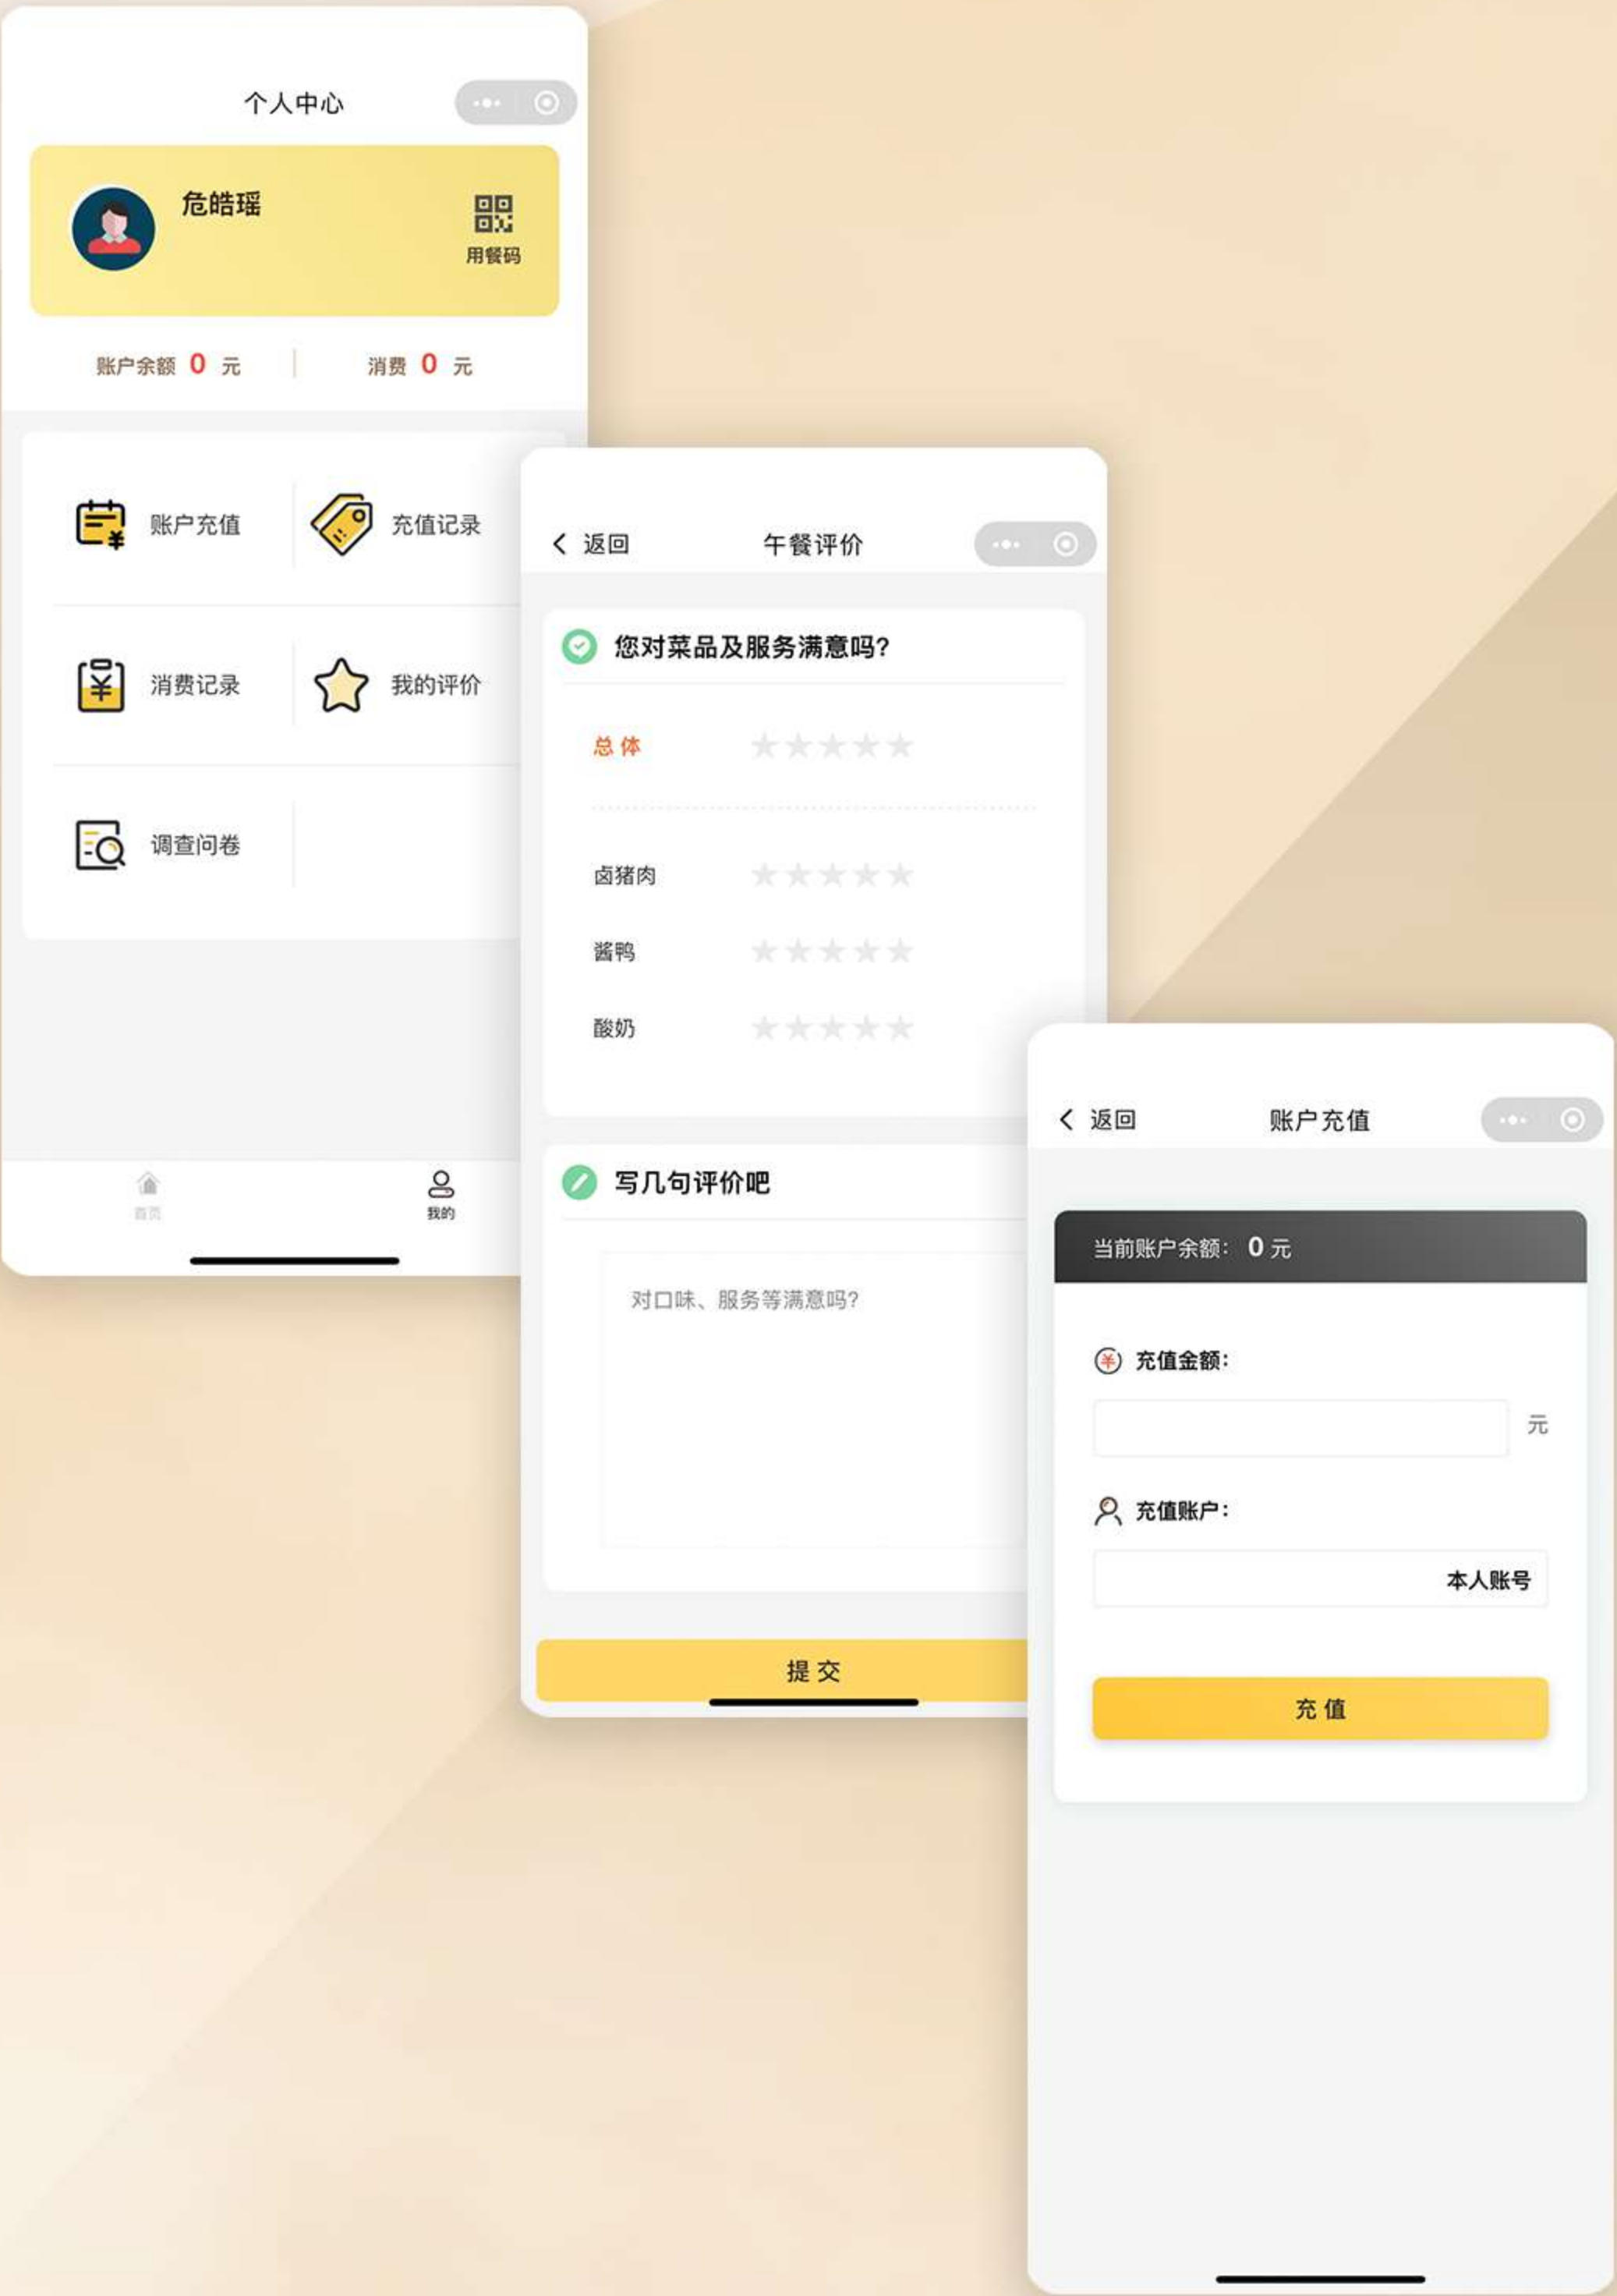 个人中心
危皓瑶
用餐码
账户余额 0 元
消费 0 元
账户充值
充值记录
消费记录
我的评价
调查问卷
首页
我的
返回
午餐评价
您对菜品及服务满意吗?
总体
卤猪肉
酱鸭
酸奶
写几句评价吧
对口味、服务等满意吗?
提交
返回
账户充值
当前账户余额: 0 元
充值金额:
元
充值账户:
本人账号
充值